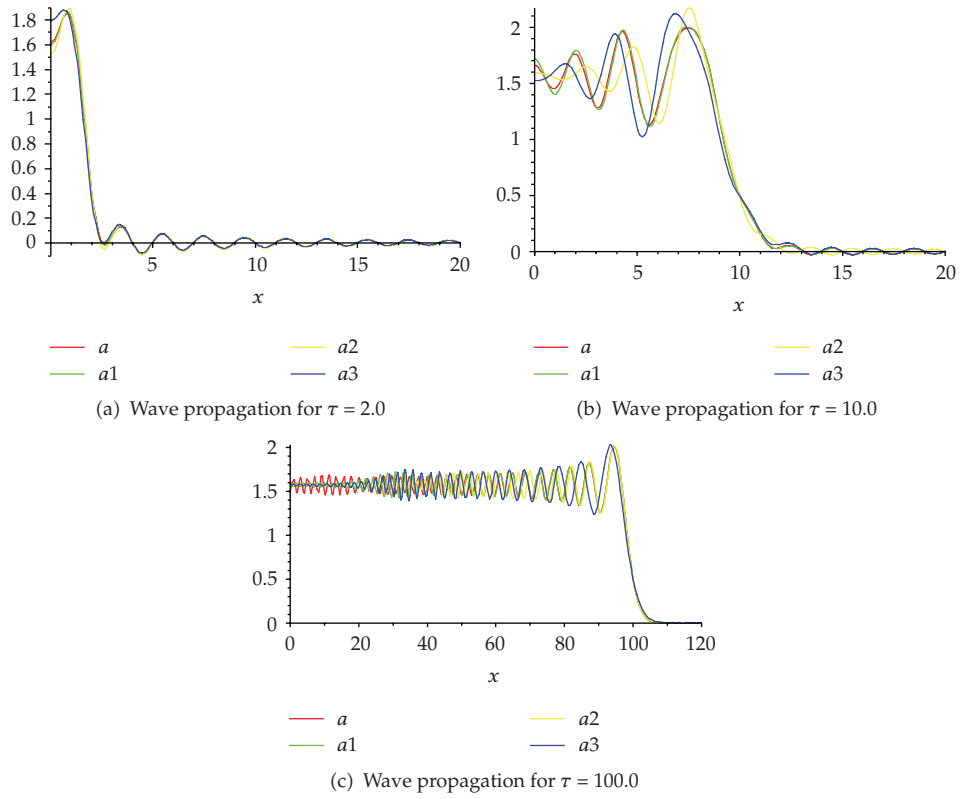 1.8
1.6
1.4
1.2
1
0.8
0.6
0.4
0.2
0
5
10
15
20
x
a
a2
a1
a3
(a) Wave propagation for τ = 2.0
2
1.5
1
0.5
0
0
5
10
15
20
x
a
a2
a1
a3
(b) Wave propagation for τ = 10.0
2
1.5
1
0.5
0
0
20
40
60
80
100
120
x
a
a2
a1
a3
(c) Wave propagation for τ = 100.0